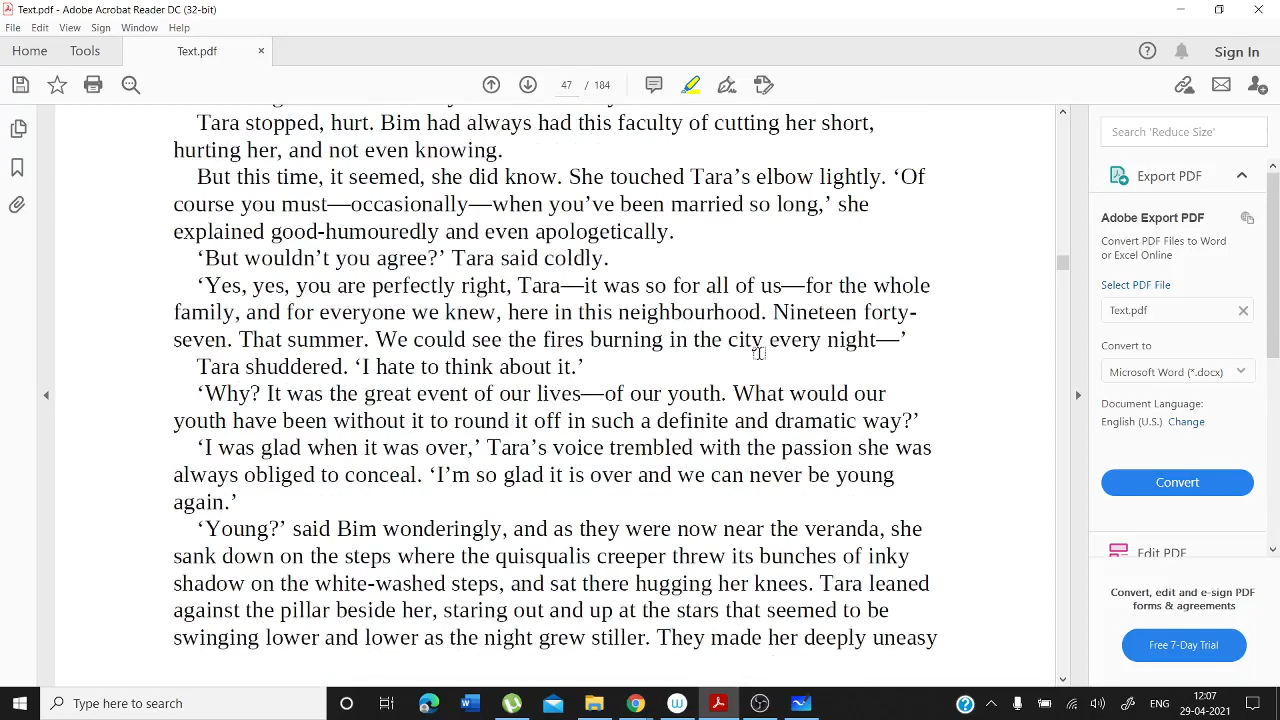 Text.pdf - Adobe Acrobat Reader DC (32-bit)
File Edit View Sign Window Help
Home Tools Text.pdf × Sign In
47 / 184
Tara stopped, hurt. Bim had always had this faculty of cutting her short,
hurting her, and not even knowing.
But this time, it seemed, she did know. She touched Tara’s elbow lightly. ‘Of
course you must—occasionally—when you’ve been married so long,’ she
explained good-humouredly and even apologetically.
‘But wouldn’t you agree?’ Tara said coldly.
‘Yes, yes, you are perfectly right, Tara—it was so for all of us—for the whole
family, and for everyone we knew, here in this neighbourhood. Nineteen forty-
seven. That summer. We could see the fires burning in the city every night—’
Tara shuddered. ‘I hate to think about it.’
‘Why? It was the great event of our lives—of our youth. What would our
youth have been without it to round it off in such a definite and dramatic way?’
‘I was glad when it was over,’ Tara’s voice trembled with the passion she was
always obliged to conceal. ‘I’m so glad it is over and we can never be young
again.’
‘Young?’ said Bim wonderingly, and as they were now near the veranda, she
sank down on the steps where the quisqualis creeper threw its bunches of inky
shadow on the white-washed steps, and sat there hugging her knees. Tara leaned
against the pillar beside her, staring out and up at the stars that seemed to be
swinging lower and lower as the night grew stiller. They made her deeply uneasy
Search 'Reduce Size'
Export PDF
Adobe Export PDF
Convert PDF Files to Word
or Excel Online
Select PDF File
Text.pdf
Convert to
Microsoft Word (*.docx)
Document Language:
English (U.S.) Change
Convert
Edit PDF
Convert, edit and e-sign PDF
forms & agreements
Free 7-Day Trial
Type here to search
ENG
12:07
29-04-2021